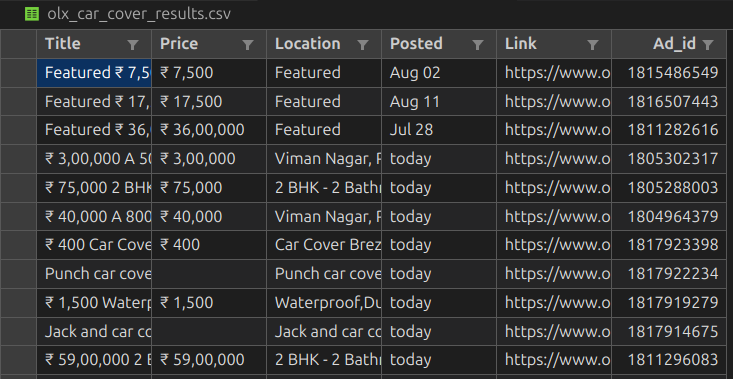 olx_car_cover_results.csv
Title Price Location Posted Link Ad_id
Featured ₹ 7,5 ₹ 7,500 Featured Aug 02 https://www.o 1815486549
Featured ₹ 17, ₹ 17,500 Featured Aug 11 https://www.o 1816507443
Featured ₹ 36, ₹ 36,00,000 Featured Jul 28 https://www.o 1811282616
₹ 3,00,000 A 50 ₹ 3,00,000 Viman Nagar, P today https://www.o 1805302317
₹ 75,000 2 BHK ₹ 75,000 2 BHK - 2 Bathr today https://www.o 1805288003
₹ 40,000 A 800 ₹ 40,000 Viman Nagar, P today https://www.o 1804964379
₹ 400 Car Cove ₹ 400 Car Cover Brez today https://www.o 1817923398
Punch car cove Punch car cove today https://www.o 1817922234
₹ 1,500 Waterp ₹ 1,500 Waterproof,Du today https://www.o 1817919279
Jack and car co Jack and car co today https://www.o 1817914675
₹ 59,00,000 2 B ₹ 59,00,000 2 BHK - 2 Bathr today https://www.o 1811296083